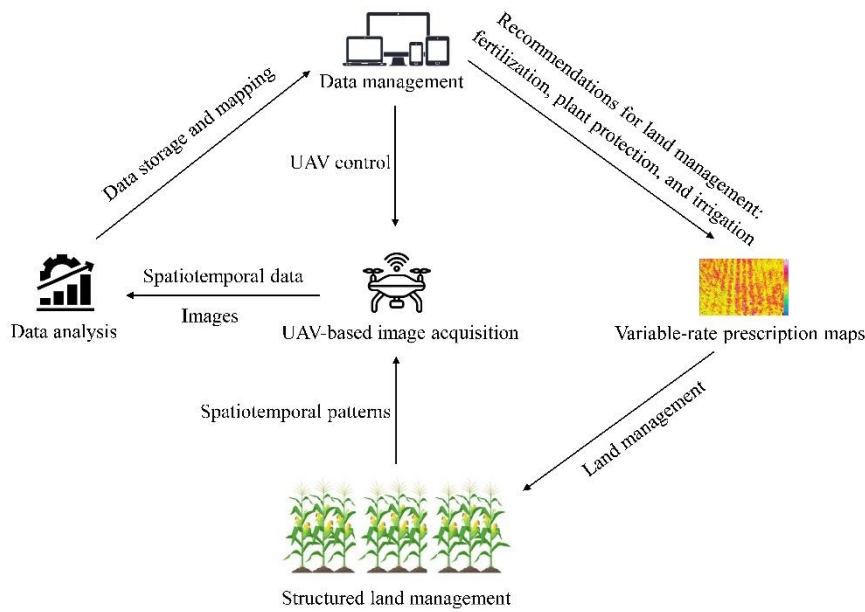 Data management
Recommendations for land management:
fertilization, plant protection, and irrigation
Data storage and mapping
UAV control
Spatiotemporal data
Images
Data analysis
UAV-based image acquisition
Variable-rate prescription maps
Spatiotemporal patterns
Land management
Structured land management